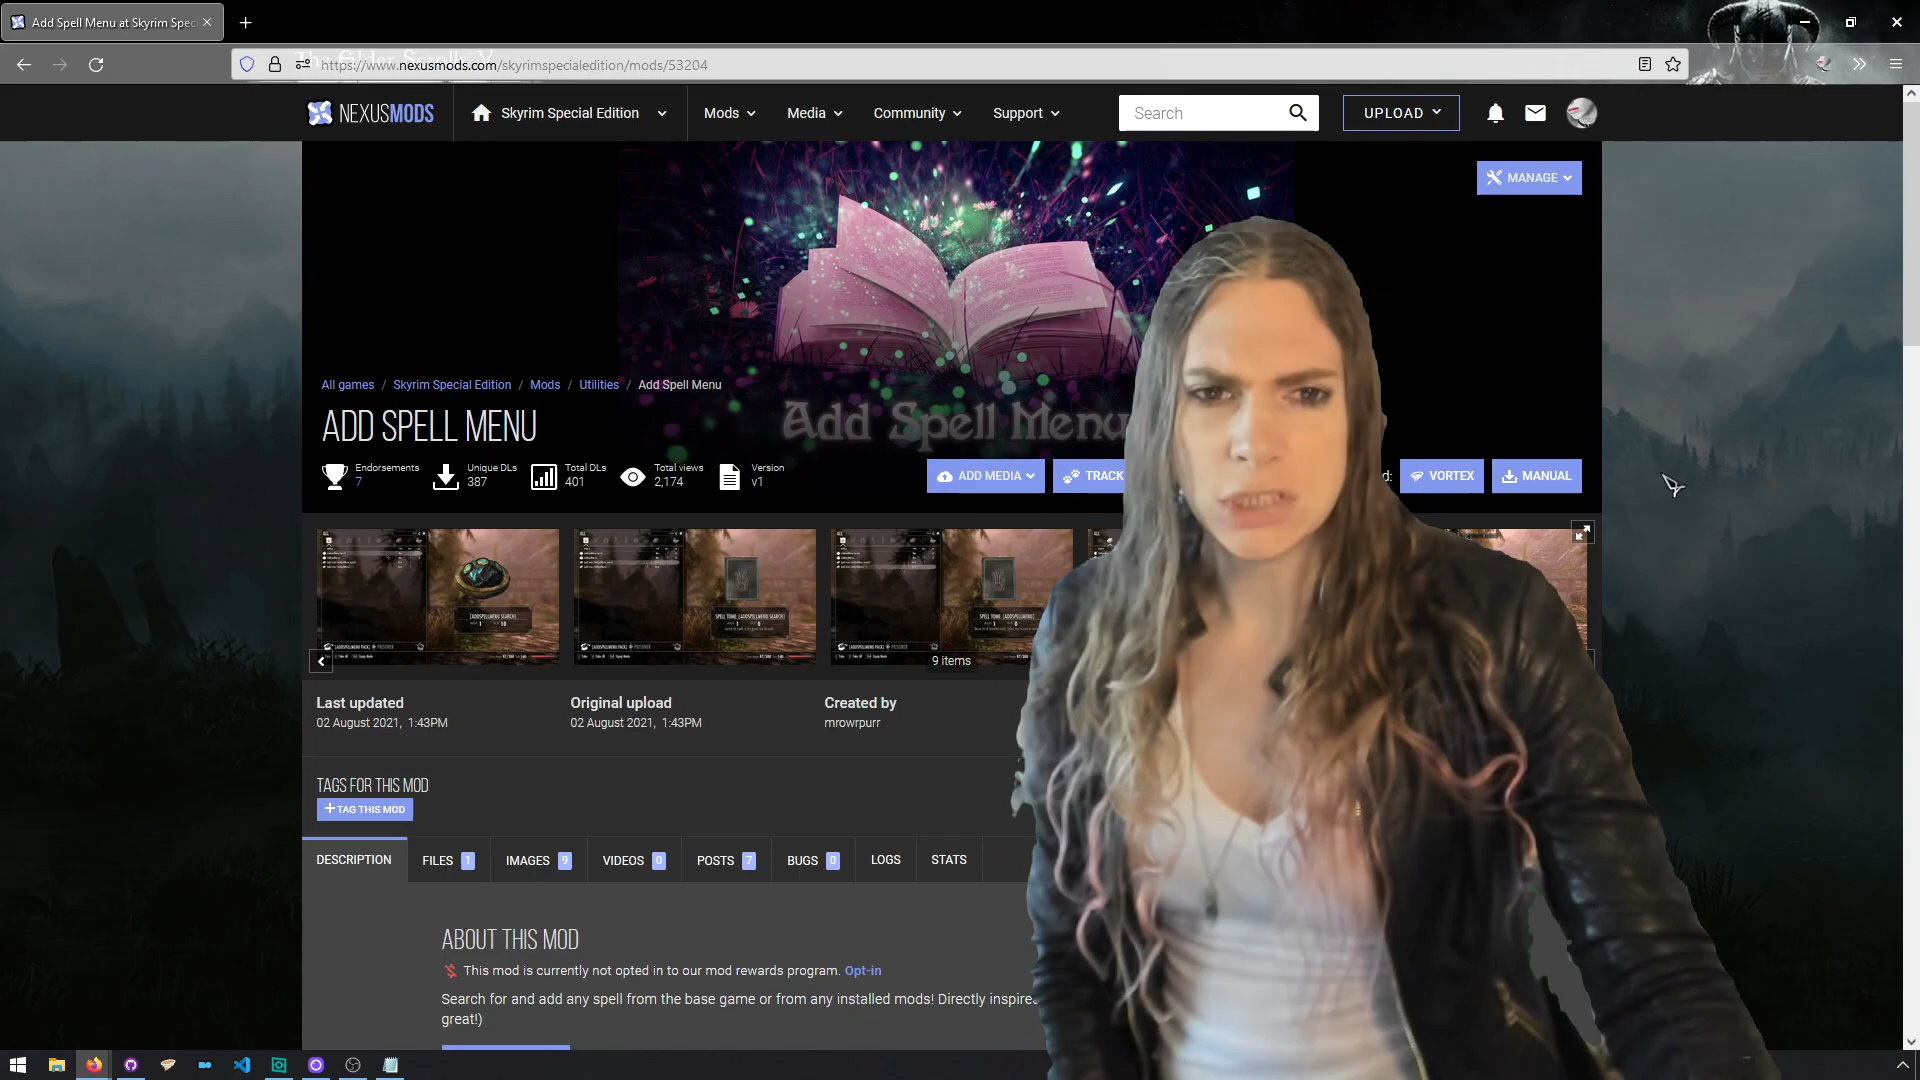 Add Spell Menu at Skyrim Speci
https://www.nexusmods.com/skyrimspecialedition/mods/53204
NEXUSMODS
Skyrim Special Edition
Mods
Media
Community
Support
Search
UPLOAD
MANAGE
All games / Skyrim Special Edition / Mods / Utilities / Add Spell Menu
ADD SPELL MENU
Add Spell Menu
Endorsements
7
Unique DLs
387
Total DLs
401
Total views
2,174
Version
v1
ADD MEDIA
TRACK
d:
VORTEX
MANUAL
9 items
Last updated
02 August 2021, 1:43PM
Original upload
02 August 2021, 1:43PM
Created by
mrowrpurr
TAGS FOR THIS MOD
+ TAG THIS MOD
DESCRIPTION
FILES 1
IMAGES 9
VIDEOS 0
POSTS 7
BUGS 0
LOGS
STATS
ABOUT THIS MOD
This mod is currently not opted in to our mod rewards program. Opt-in
Search for and add any spell from the base game or from any installed mods! Directly inspire
great!)